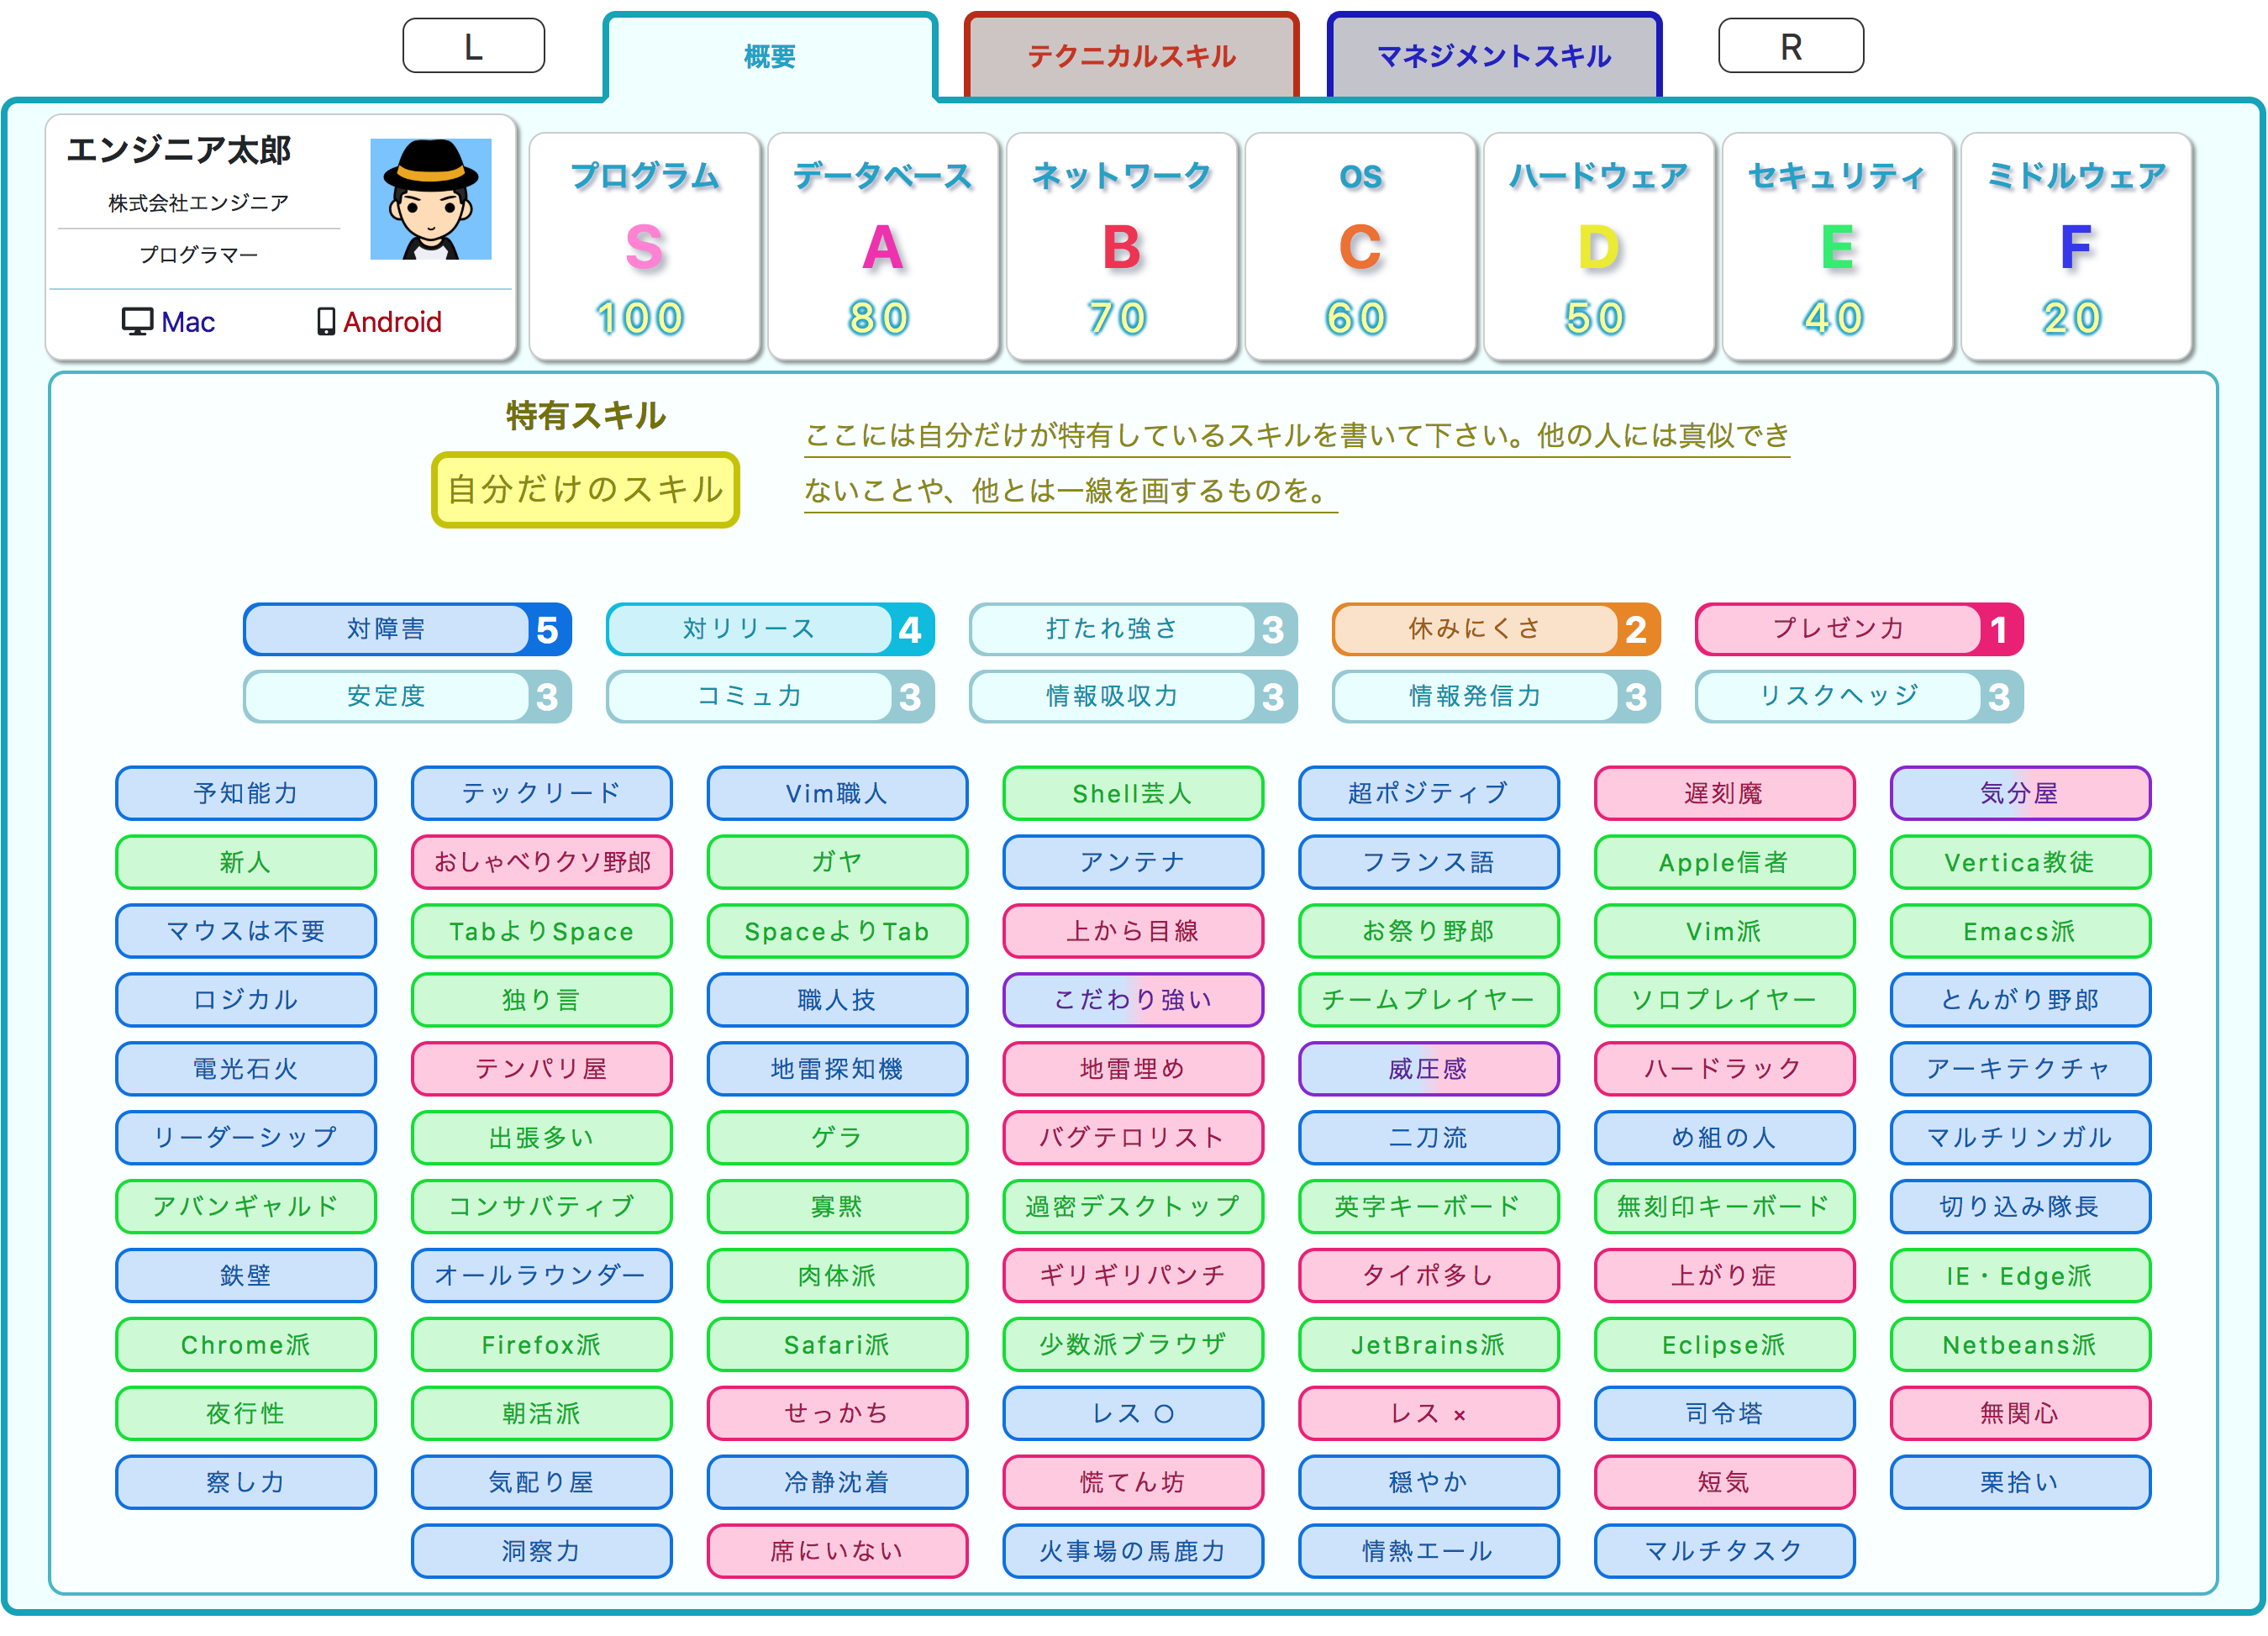 L
概要
テクニカルスキル
マネジメントスキル
R
エンジニア太郎
株式会社エンジニア
プログラマー
Mac
Android
プログラム
S
100
データベース
A
80
ネットワーク
B
70
OS
C
60
ハードウェア
D
50
セキュリティ
E
40
ミドルウェア
F
20
特有スキル
自分だけのスキル
ここには自分だけが特有しているスキルを書いて下さい。他の人には真似でき
ないことや、他とは一線を画するものを。
対障害 5
対リリース 4
打たれ強さ 3
休みにくさ 2
プレゼン力 1
安定度 3
コミュ力 3
情報吸収力 3
情報発信力 3
リスクヘッジ 3
予知能力
テックリード
Vim職人
Shell芸人
超ポジティブ
遅刻魔
気分屋
新人
おしゃべりクソ野郎
ガヤ
アンテナ
フランス語
Apple信者
Vertica教徒
マウスは不要
TabよりSpace
SpaceよりTab
上から目線
お祭り野郎
Vim派
Emacs派
ロジカル
独り言
職人技
こだわり強い
チームプレイヤー
ソロプレイヤー
とんがり野郎
電光石火
テンパリ屋
地雷探知機
地雷埋め
威圧感
ハードラック
アーキテクチャ
リーダーシップ
出張多い
ゲラ
バグテロリスト
二刀流
め組の人
マルチリンガル
アバンギャルド
コンサバティブ
寡黙
過密デスクトップ
英字キーボード
無刻印キーボード
切り込み隊長
鉄壁
オールラウンダー
肉体派
ギリギリパンチ
タイポ多し
上がり症
IE・Edge派
Chrome派
Firefox派
Safari派
少数派ブラウザ
JetBrains派
Eclipse派
Netbeans派
夜行性
朝活派
せっかち
レス ○
レス ×
司令塔
無関心
察し力
気配り屋
冷静沈着
慌てん坊
穏やか
短気
栗拾い
洞察力
席にいない
火事場の馬鹿力
情熱エール
マルチタスク